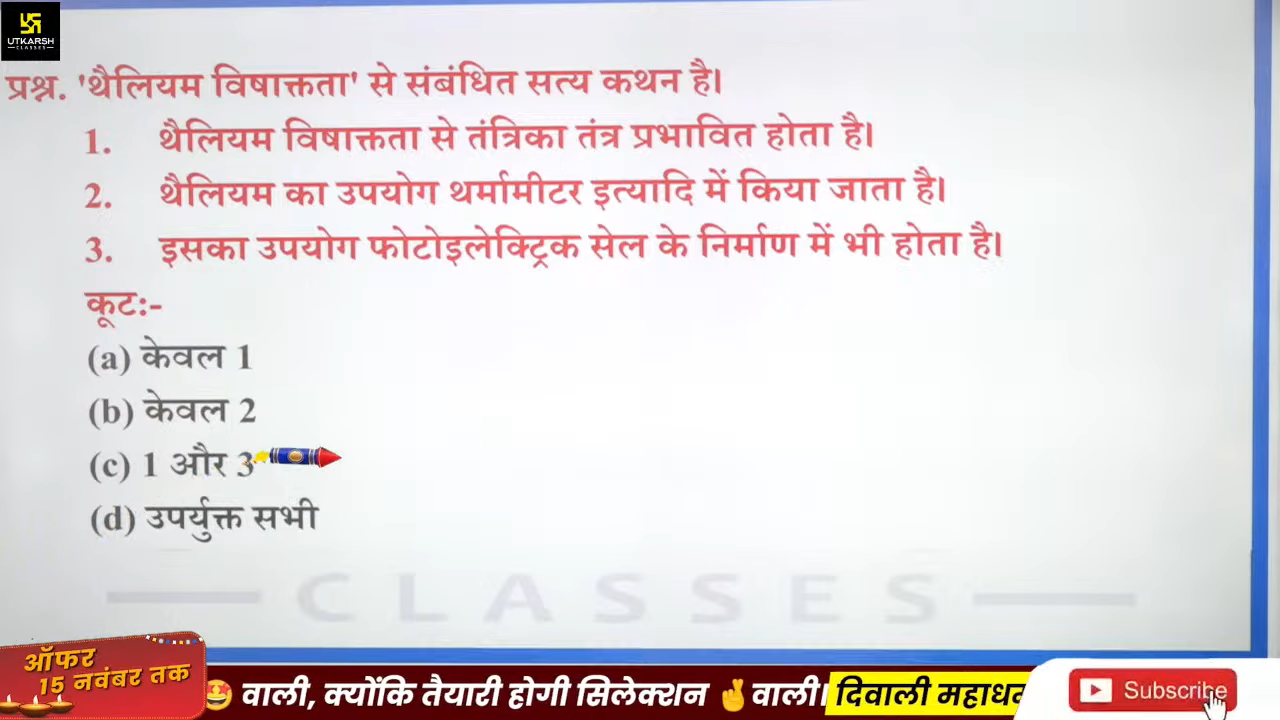 UTKARSH
CLASSES
प्रश्न. 'थैलियम विषाक्तता' से संबंधित सत्य कथन है।
1. थैलियम विषाक्तता से तंत्रिका तंत्र प्रभावित होता है।
2. थैलियम का उपयोग थर्मामीटर इत्यादि में किया जाता है।
3. इसका उपयोग फोटोइलेक्ट्रिक सेल के निर्माण में भी होता है।
कूटः-
(a) केवल 1
(b) केवल 2
(c) 1 और 3
(d) उपर्युक्त सभी
CLASSES
ऑफर
15 नवंबर तक
वाली, क्योंकि तैयारी होगी सिलेक्शन 🤞वाली। दिवाली
Subscribe